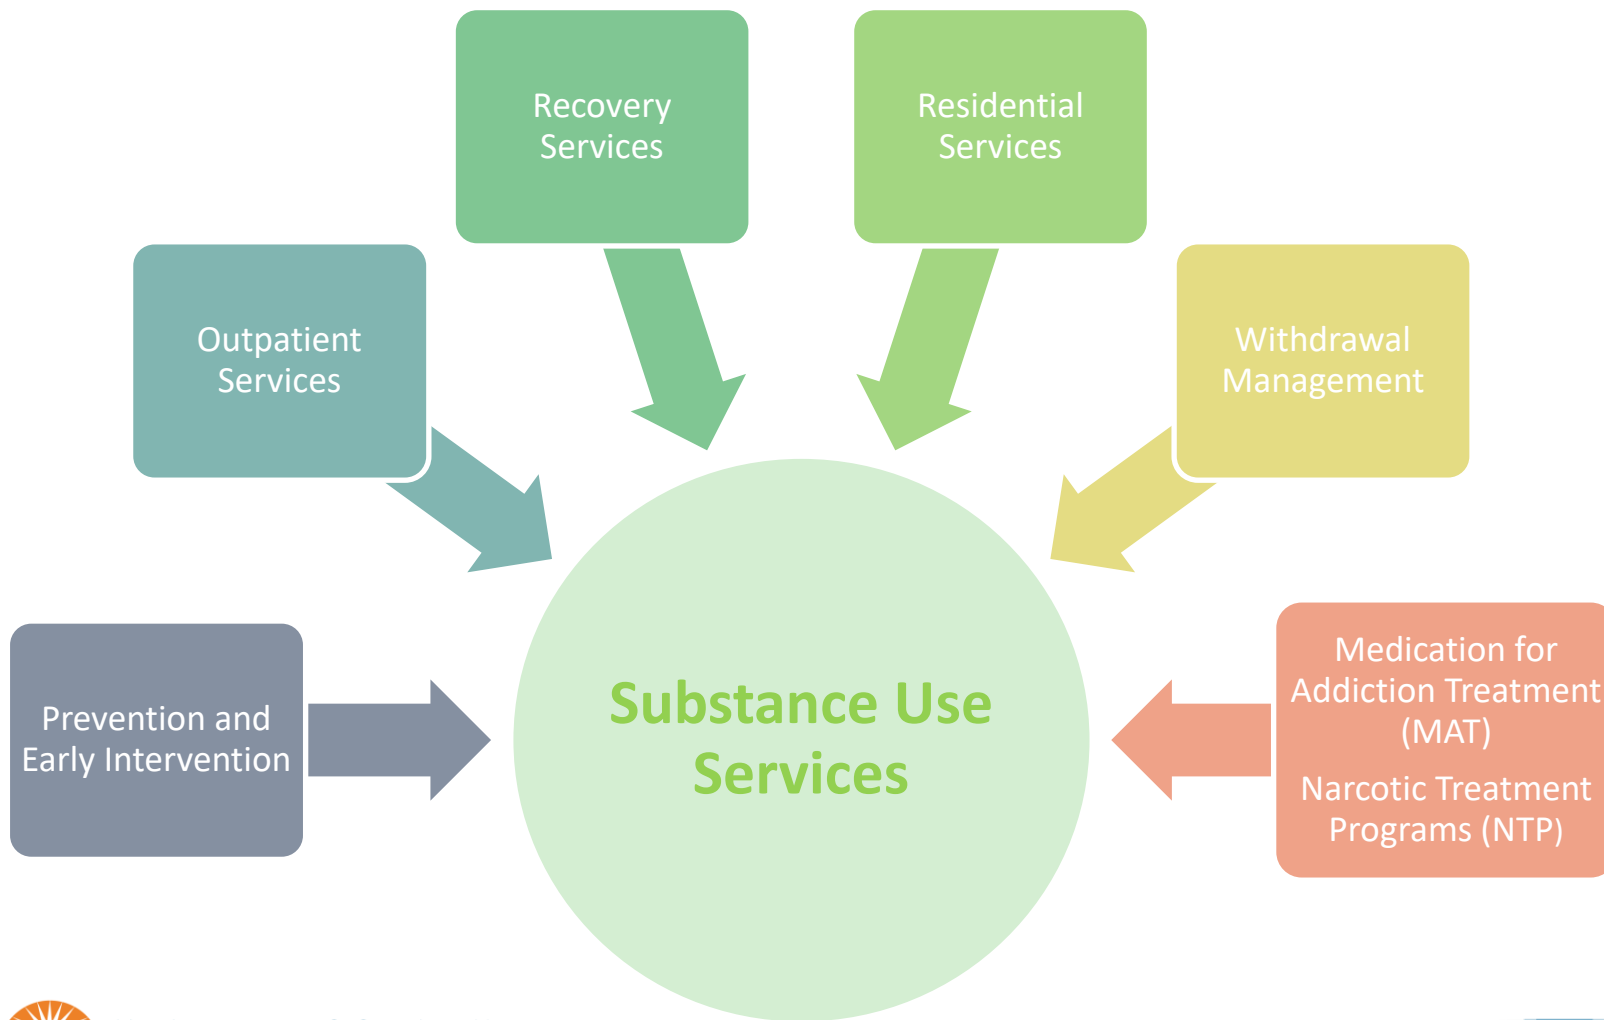 Recovery
Services
Residential
Services
Outpatient
Services
Withdrawal
Management
Prevention and
Early Intervention
Substance Use
Services
Medication for
Addiction Treatment
(MAT)
Narcotic Treatment
Programs (NTP)